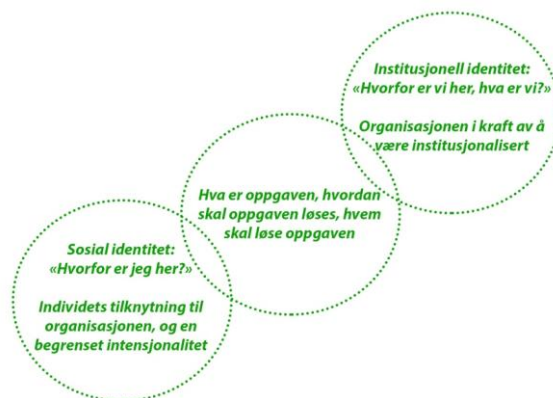 Institusjonell identitet:
«Hvorfor er vi her, hva er vi?»
Organisasjonen i kraft av å
være institusjonalisert
Hva er oppgaven, hvordan
skal oppgaven løses, hvem
skal løse oppgaven
Sosial identitet:
«Hvorfor er jeg her?»
Individets tilknytning til
organisasjonen, og en
begrenset intensjonalitet